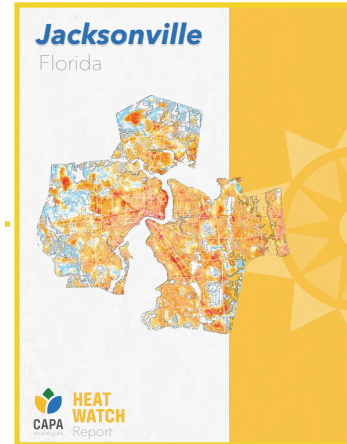 Jacksonville
Florida
CAPA
strategies
HEAT
WATCH
Report